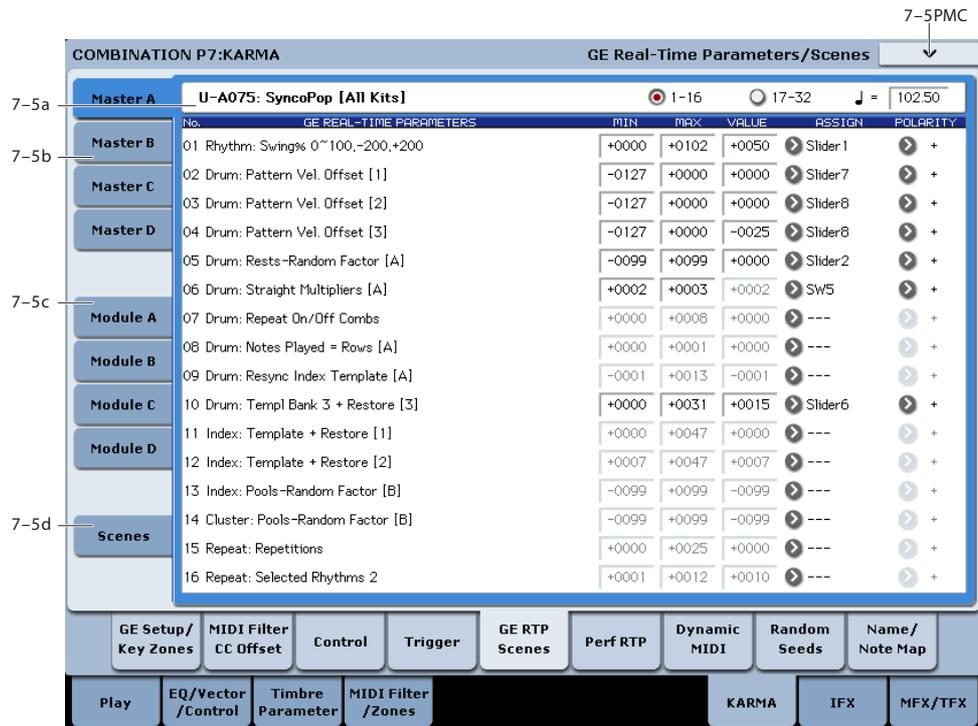 7–5PMC
COMBINATION P7:KARMA
GE Real-Time Parameters/Scenes
7–5a
Master A
U-A075: SyncoPop [All Kits]
1-16
17-32
♩ = 102.50
No. GE REAL-TIME PARAMETERS MIN MAX VALUE ASSIGN POLARITY
01 Rhythm: Swing% 0~100,-200,+200 +0000 +0102 +0050 Slider1 +
7–5b
Master B
02 Drum: Pattern Vel. Offset [1] -0127 +0000 +0000 Slider7 +
Master C
03 Drum: Pattern Vel. Offset [2] -0127 +0000 +0000 Slider8 +
Master D
04 Drum: Pattern Vel. Offset [3] -0127 +0000 -0025 Slider8 +
05 Drum: Rests-Random Factor [A] -0099 +0099 +0000 Slider2 +
7–5c
06 Drum: Straight Multipliers [A] +0002 +0003 +0002 SW5 +
Module A
07 Drum: Repeat On/Off Combs +0000 +0008 +0000 --- +
Module B
08 Drum: Notes Played = Rows [A] +0000 +0001 +0000 --- +
09 Drum: Resync Index Template [A] -0001 +0013 -0001 --- +
Module C
10 Drum: Templ Bank 3 + Restore [3] +0000 +0031 +0015 Slider6 +
Module D
11 Index: Template + Restore [1] +0000 +0047 +0000 --- +
12 Index: Template + Restore [2] +0007 +0047 +0007 --- +
13 Index: Pools-Random Factor [B] -0099 +0099 -0099 --- +
7–5d
Scenes
14 Cluster: Pools-Random Factor [B] -0099 +0099 -0099 --- +
15 Repeat: Repetitions +0000 +0025 +0000 --- +
16 Repeat: Selected Rhythms 2 +0001 +0012 +0010 --- +
GE Setup/
Key Zones
MIDI Filter
CC Offset
Control
Trigger
GE RTP
Scenes
Perf RTP
Dynamic
MIDI
Random
Seeds
Name/
Note Map
Play
EQ/Vector
/Control
Timbre
Parameter
MIDI Filter
/Zones
KARMA
IFX
MFX/TFX